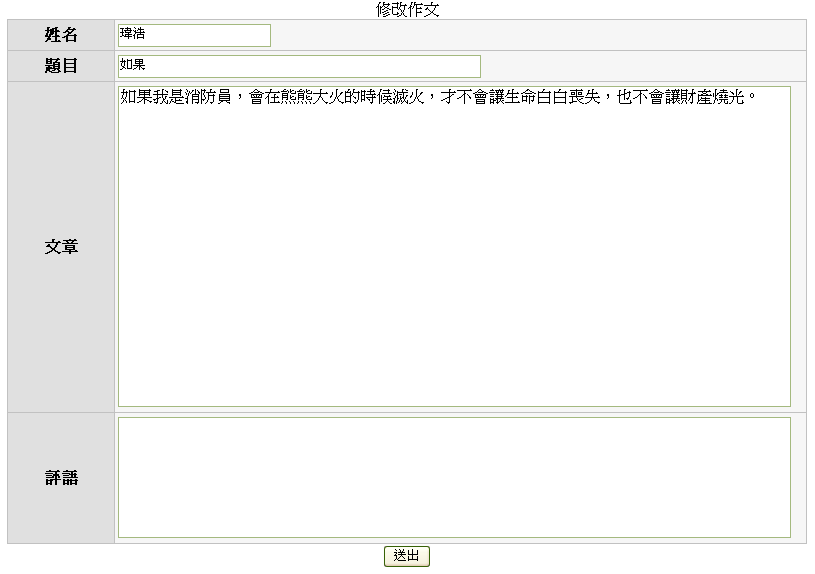 修改作文
姓名 瑋浩
題目 如果
文章 如果我是消防員，會在熊熊大火的時候滅火，才不會讓生命白白喪失，也不會讓財產燒光。
評語
送出